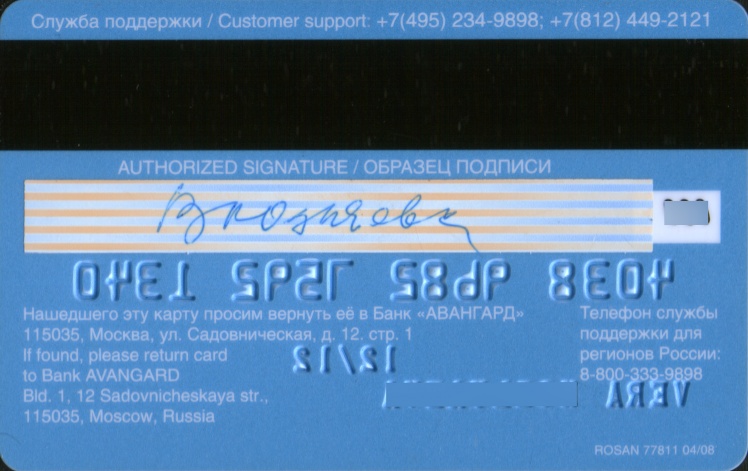 Служба поддержки / Customer support: +7(495) 234-9898; +7(812) 449-2121
AUTHORIZED SIGNATURE / ОБРАЗЕЦ ПОДПИСИ
Нашедшего эту карту просим вернуть её в Банк «АВАНГАРД»
115035, Москва, ул. Садовническая, д. 12. стр. 1
If found, please return card
to Bank AVANGARD
Bld. 1, 12 Sadovnicheskaya str.,
115035, Moscow, Russia
Телефон службы
поддержки для
регионов России:
8-800-333-9898
12/12
VERA
ROSAN 77811 04/08